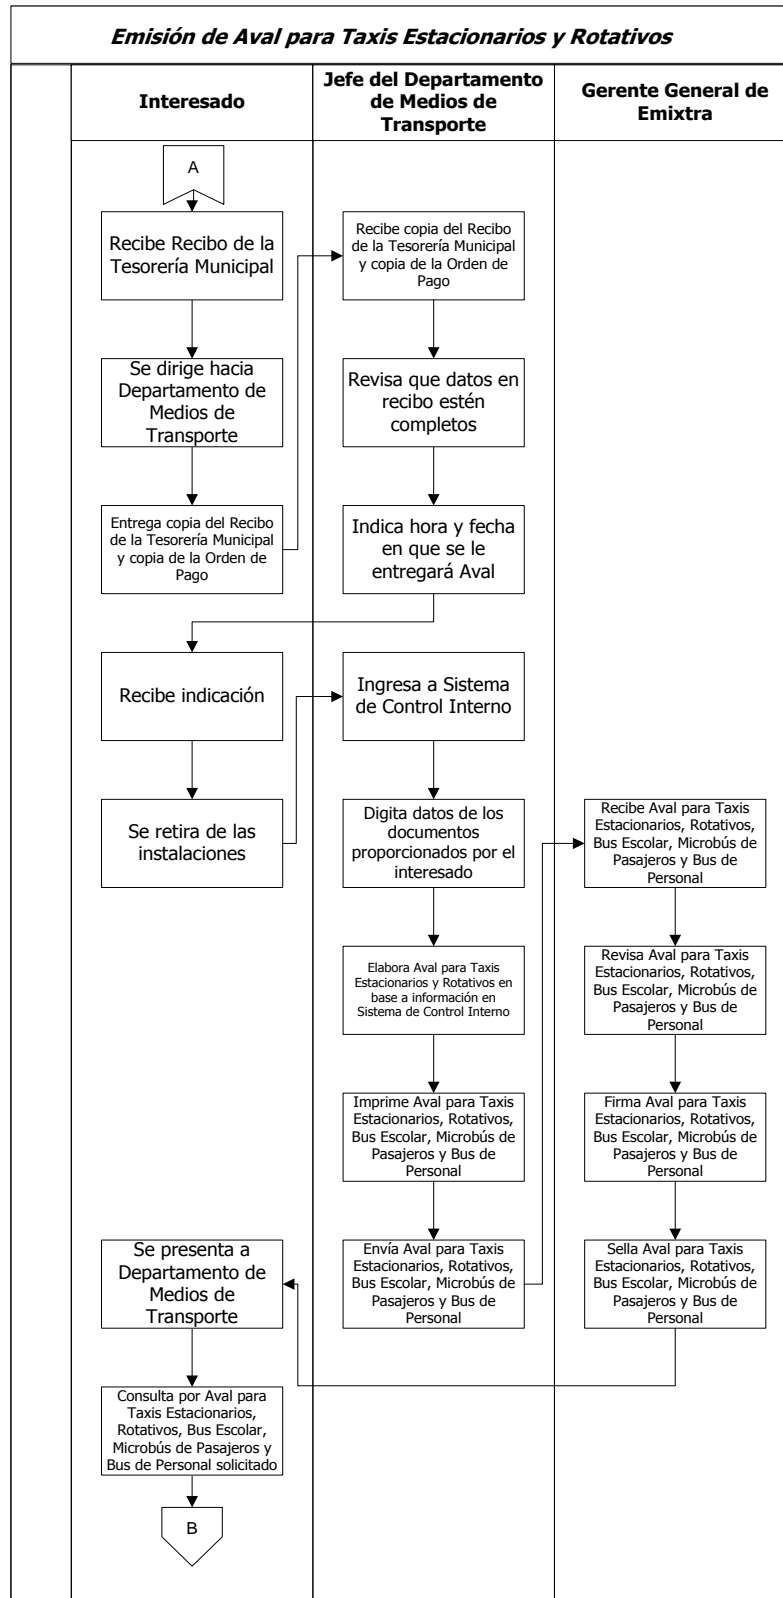 Emisión de Aval para Taxis Estacionarios y Rotativos
Interesado
Jefe del Departamento
de Medios de
Transporte
Gerente General de
Emixtra
A
Recibe Recibo de la
Tesorería Municipal
Recibe copia del Recibo
de la Tesorería Municipal
y copia de la Orden de
Pago
Se dirige hacia
Departamento de
Medios de
Transporte
Revisa que datos en
recibo estén
completos
Entrega copia del Recibo
de la Tesorería Municipal
y copia de la Orden de
Pago
Indica hora y fecha
en que se le
entregará Aval
Recibe indicación
Ingresa a Sistema
de Control Interno
Se retira de las
instalaciones
Digita datos de los
documentos
proporcionados por el
interesado
Recibe Aval para Taxis
Estacionarios, Rotativos,
Bus Escolar, Microbús de
Pasajeros y Bus de
Personal
Elabora Aval para Taxis
Estacionarios y Rotativos en
base a información en
Sistema de Control Interno
Revisa Aval para Taxis
Estacionarios, Rotativos,
Bus Escolar, Microbús de
Pasajeros y Bus de
Personal
Imprime Aval para Taxis
Estacionarios, Rotativos,
Bus Escolar, Microbús de
Pasajeros y Bus de
Personal
Firma Aval para Taxis
Estacionarios, Rotativos,
Bus Escolar, Microbús de
Pasajeros y Bus de
Personal
Se presenta a
Departamento de
Medios de
Transporte
Envía Aval para Taxis
Estacionarios, Rotativos,
Bus Escolar, Microbús de
Pasajeros y Bus de
Personal
Sella Aval para Taxis
Estacionarios, Rotativos,
Bus Escolar, Microbús de
Pasajeros y Bus de
Personal
Consulta por Aval para
Taxis Estacionarios,
Rotativos, Bus Escolar,
Microbús de Pasajeros y
Bus de Personal solicitado
B